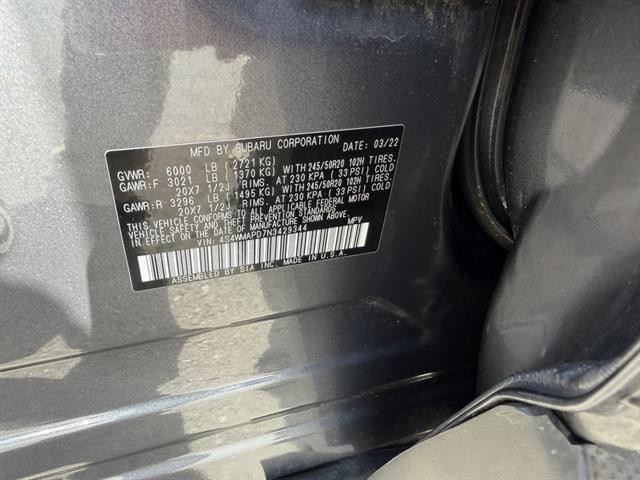 MFD BY SUBARU CORPORATION DATE: 03/22
GVWR: 6000 LB (2721 KG)
GAWR:F 3021 LB (1370 KG) WITH 245/50R20 102H TIRES.
20X7 1/2J RIMS. AT 230 KPA (33 PSI) COLD
GAWR:R 3296 LB (1495 KG) WITH 245/50R20 102H TIRES.
20X7 1/2J RIMS. AT 230 KPA (33 PSI) COLD
THIS VEHICLE CONFORMS TO ALL APPLICABLE FEDERAL MOTOR
VEHICLE SAFETY AND THEFT PREVENTION STANDARDS
IN EFFECT ON THE DATE OF MANUFACTURE SHOWN ABOVE.
VIN: 4S4WMAPD7N3429344 MPV
ASSEMBLED BY SIA INC. MADE IN U.S.A.